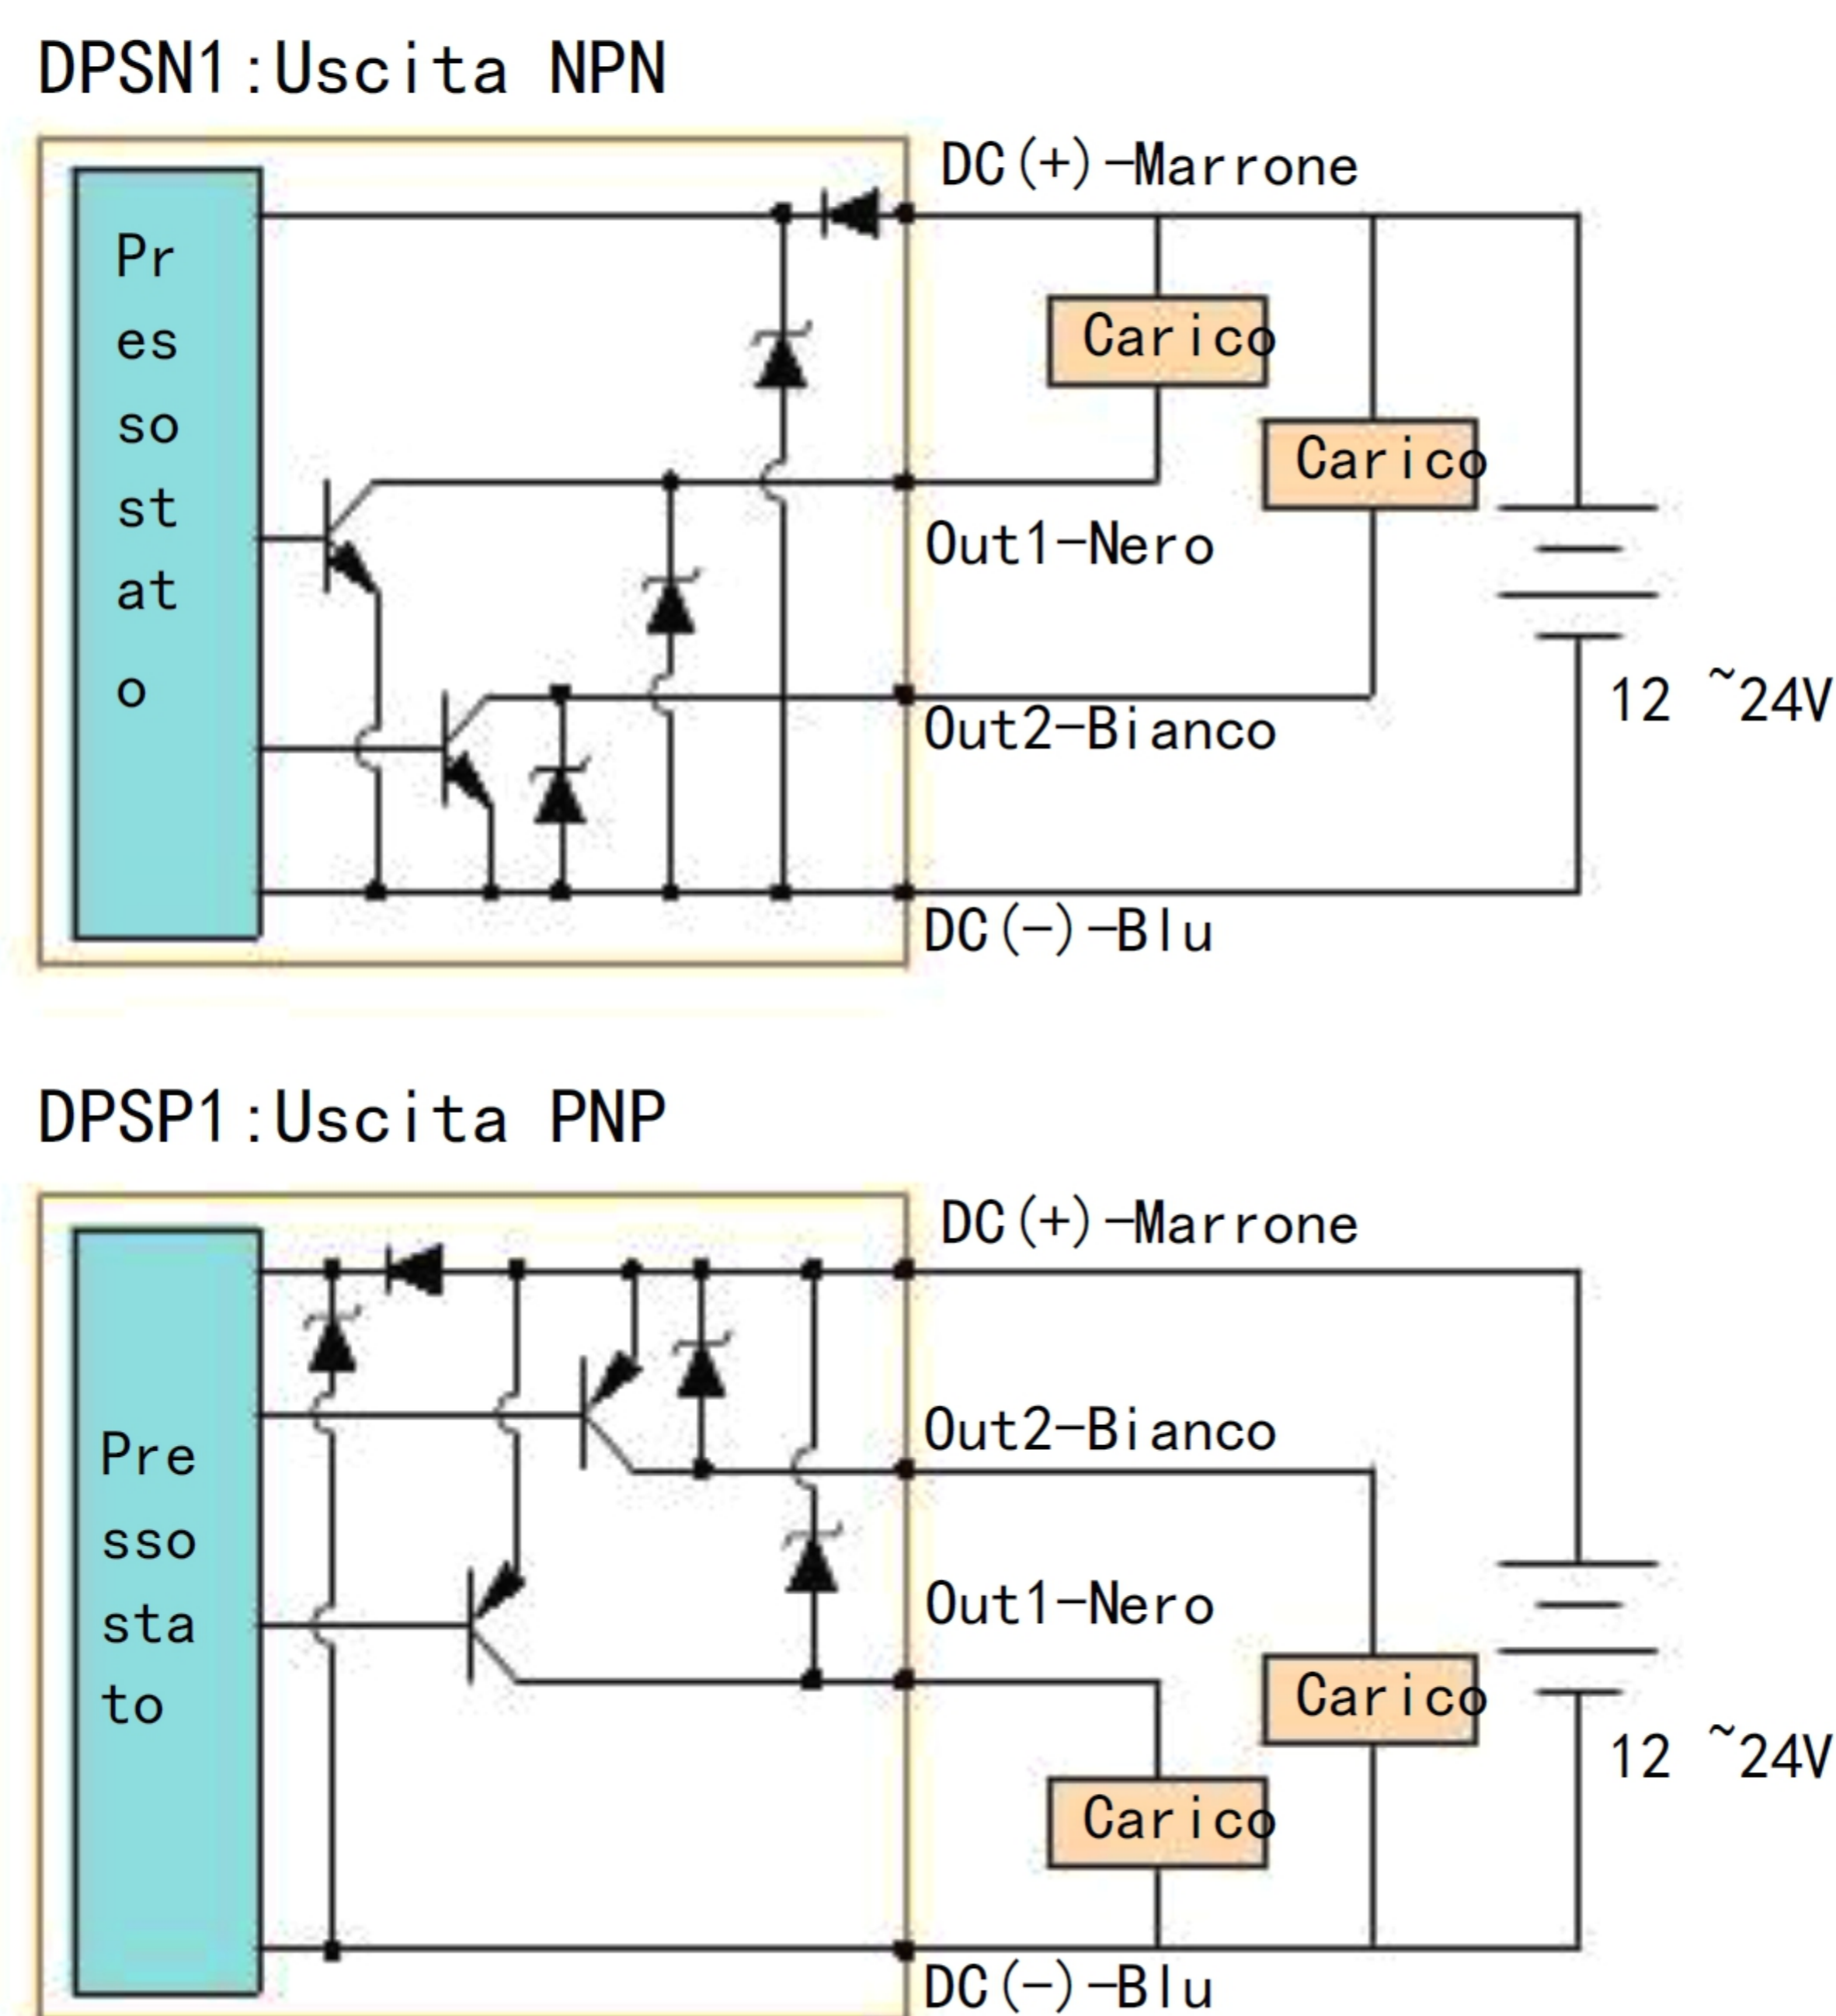 DPSN1:Uscita NPN
DC(+)-Marrone
Pr
es
so
st
at
o
Carico
Carico
Out1-Nero
Out2-Bianco
12 ~24V
DC(-)-Blu
DPSP1:Uscita PNP
DC(+)-Marrone
Out2-Bianco
Pre
sso
sta
to
Out1-Nero
Carico
Carico
12 ~24V
DC(-)-Blu